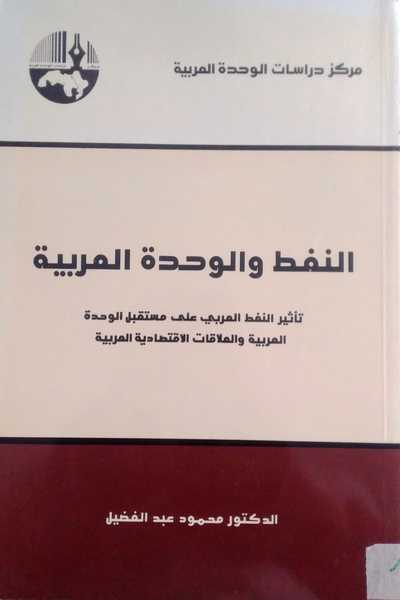 مركز دراسات الوحدة العربية
النفط والوحدة العربية
تأثير النفط العربي على مستقبل الوحدة
العربية والعلاقات الاقتصادية العربية
الدكتور محمود عبد الفضيل